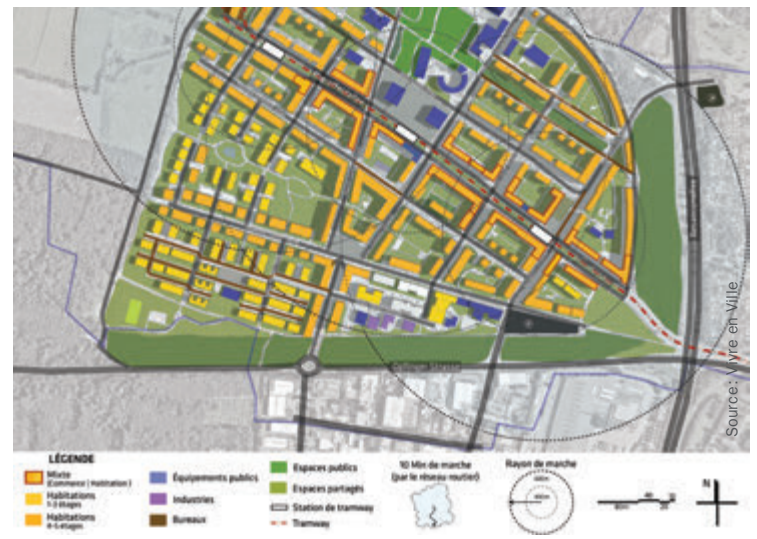 Source: Vivre en Ville
LÉGENDE
Mixte
(Commerce | Habitation)
Habitations
1-3 étages
Habitations
4-5 étages
Équipements publics
Industries
Bureaux
Espaces publics
Espaces partagés
Station de tramway
Tramway
10 Min de marche
(par le réseau routier)
Rayon de marche
N